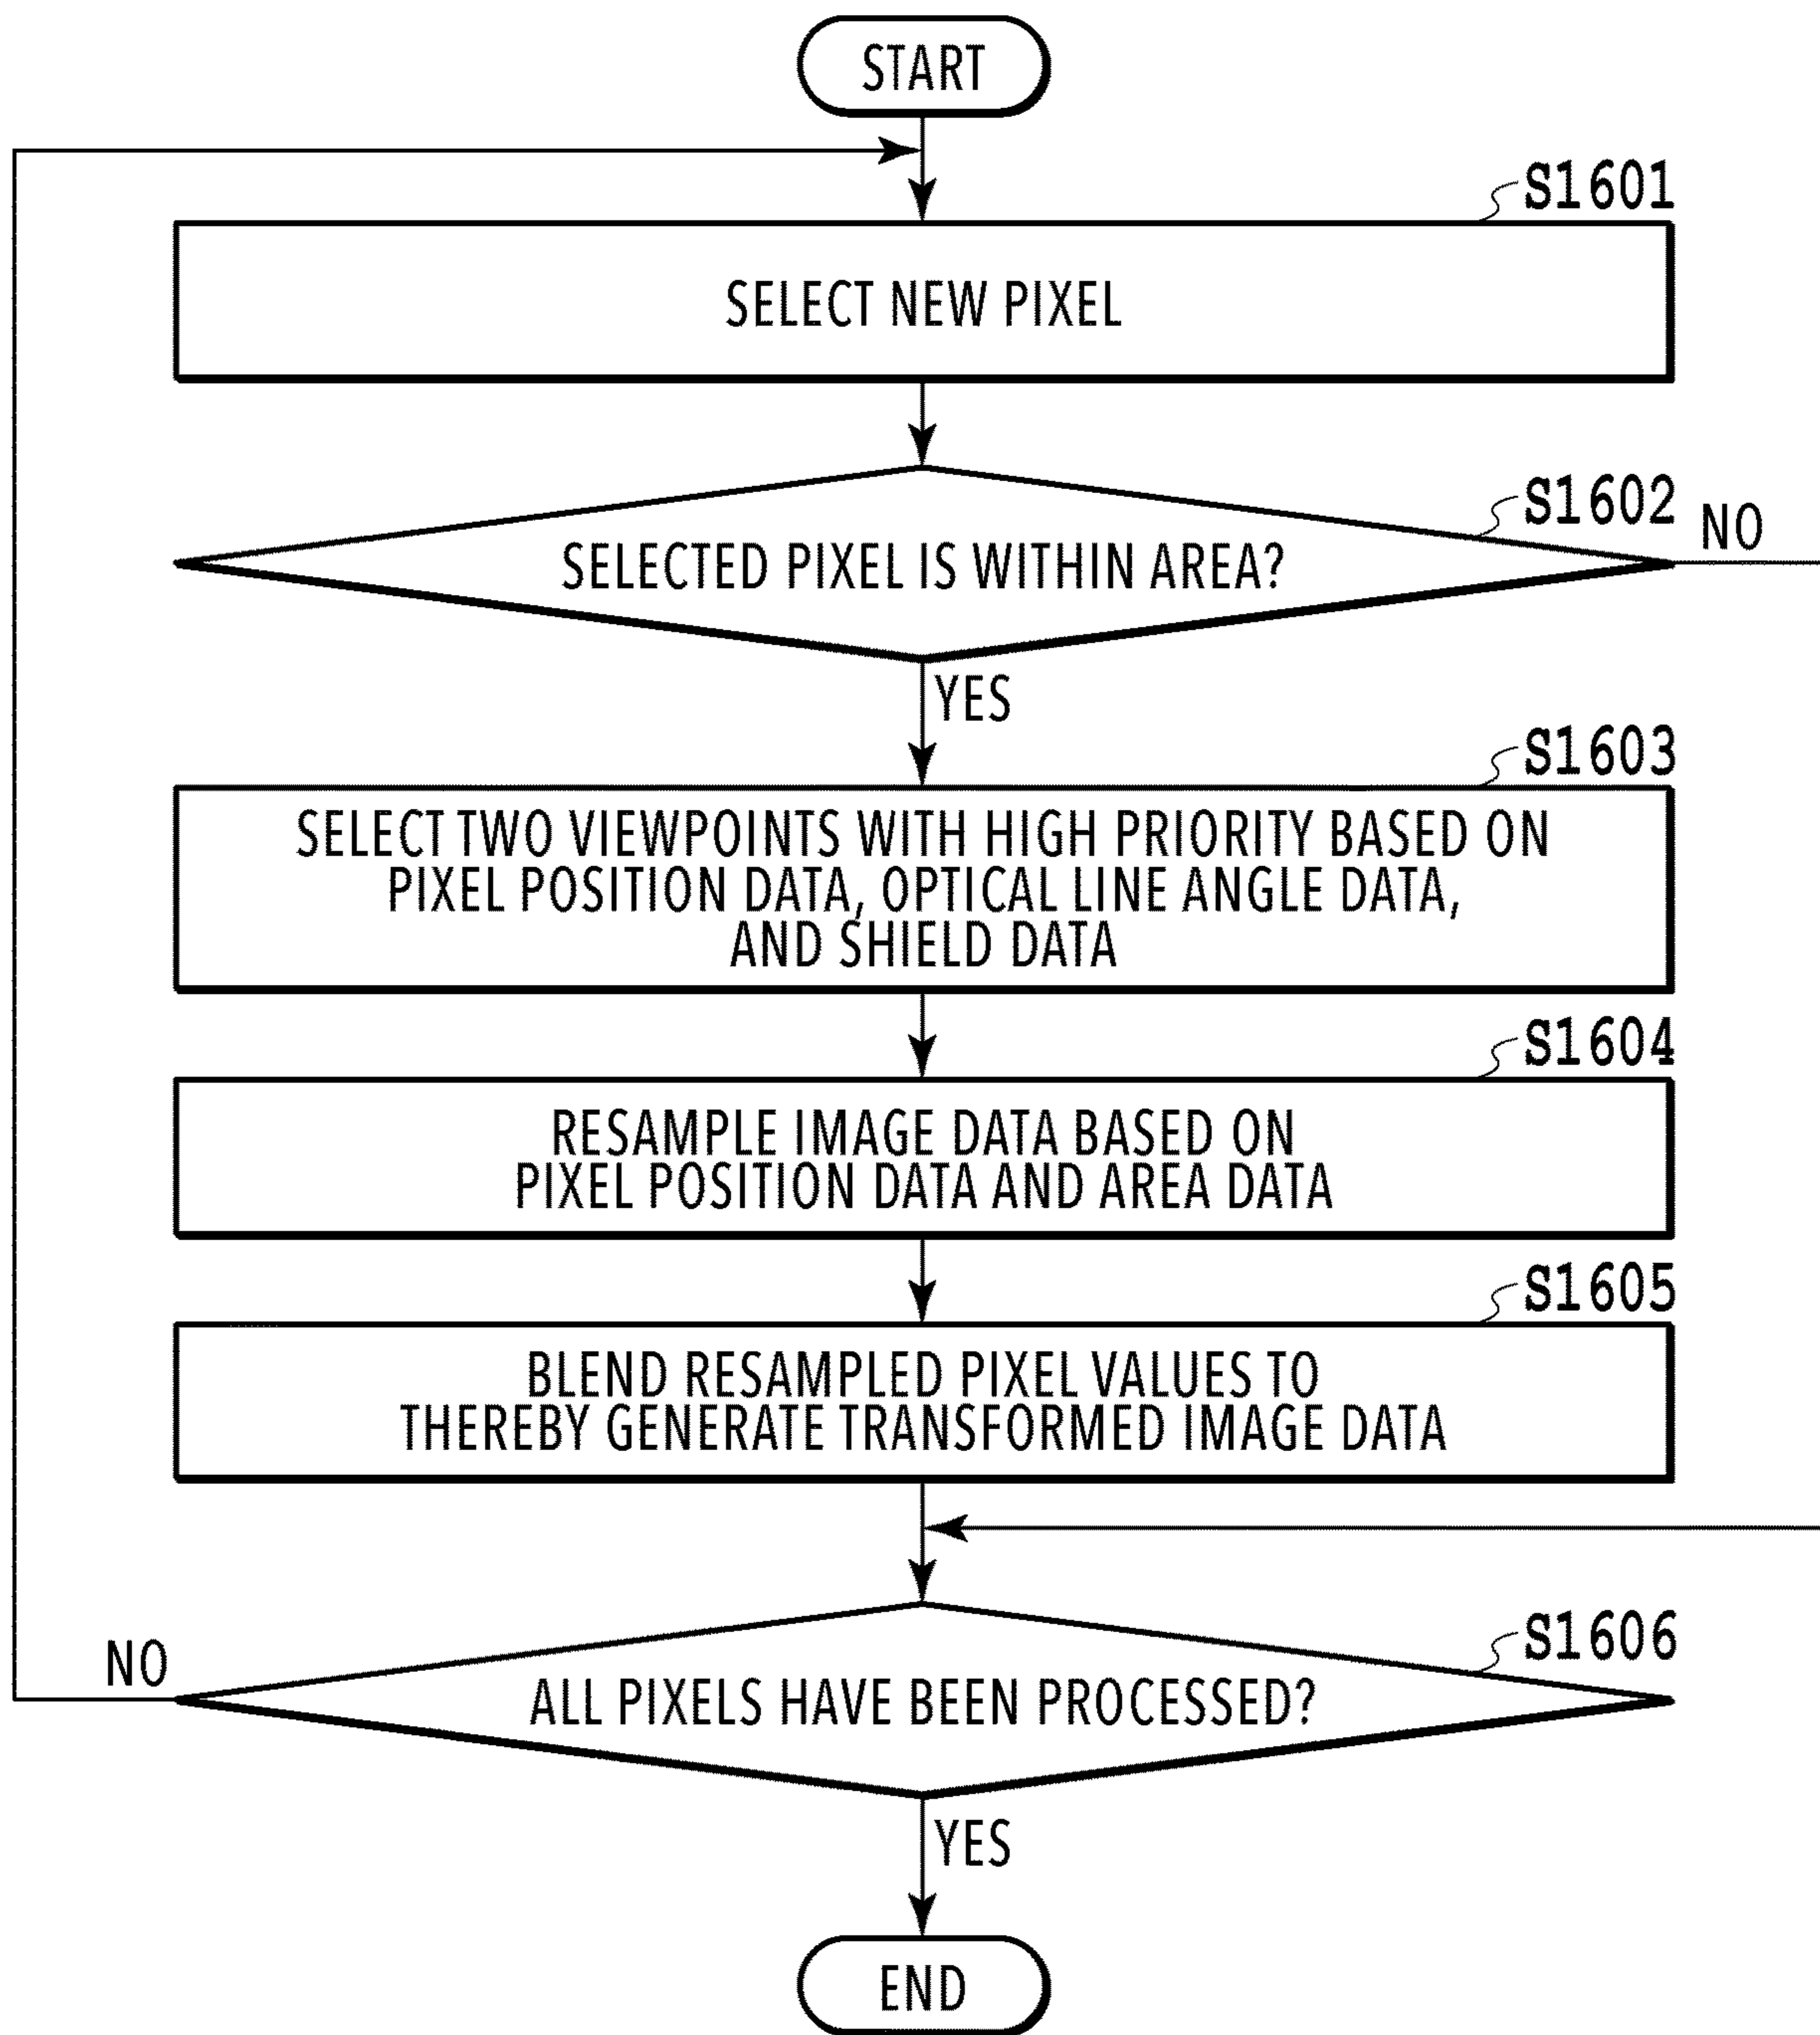 START
S1601
SELECT NEW PIXEL
S1602
NO
SELECTED PIXEL IS WITHIN AREA?
YES
S1603
SELECT TWO VIEWPOINTS WITH HIGH PRIORITY BASED ON
PIXEL POSITION DATA, OPTICAL LINE ANGLE DATA,
AND SHIELD DATA
S1604
RESAMPLE IMAGE DATA BASED ON
PIXEL POSITION DATA AND AREA DATA
S1605
BLEND RESAMPLED PIXEL VALUES TO
THEREBY GENERATE TRANSFORMED IMAGE DATA
S1606
NO
ALL PIXELS HAVE BEEN PROCESSED?
YES
END